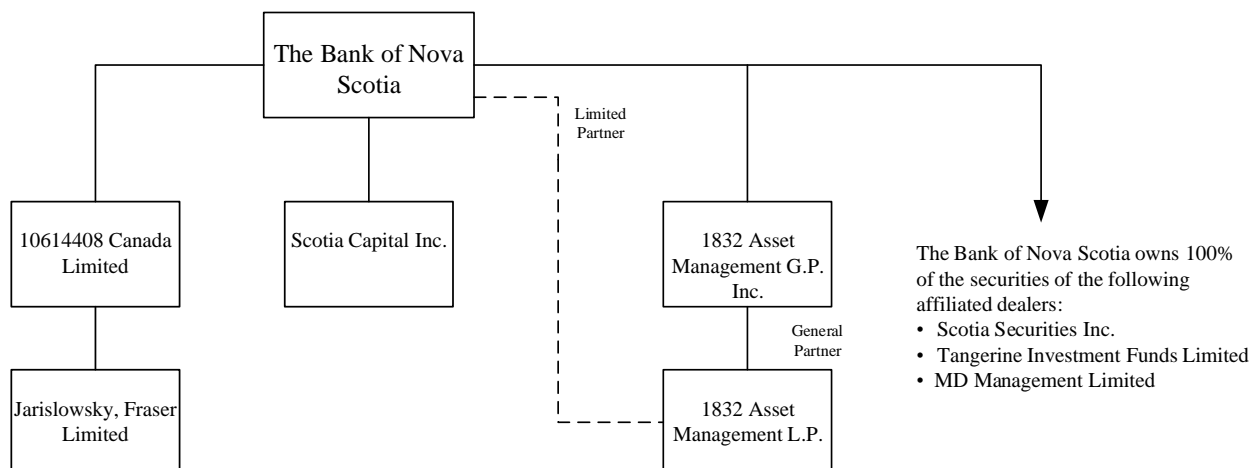 The Bank of Nova
Scotia
Limited
Partner
10614408 Canada
Limited
Scotia Capital Inc.
1832 Asset
Management G.P.
Inc.
The Bank of Nova Scotia owns 100%
of the securities of the following
affiliated dealers:
• Scotia Securities Inc.
• Tangerine Investment Funds Limited
• MD Management Limited
General
Partner
Jarislowsky, Fraser
Limited
1832 Asset
Management L.P.